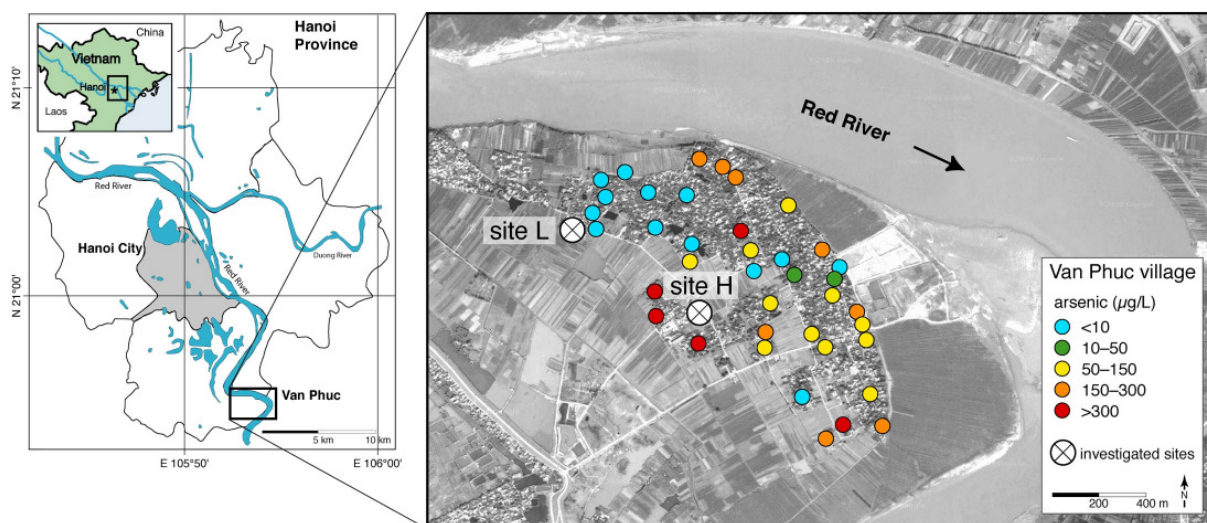 China
Vietnam
Hanoi
Laos
Hanoi
Province
N 21°10'
Red River
Hanoi City
Red River
Duong River
N 21°00'
Van Phuc
5 km
10 km
E 105°50'
E 106°00'
Red River
site L
site H
Van Phuc village
arsenic (µg/L)
<10
10–50
50–150
150–300
>300
investigated sites
200
400 m
N